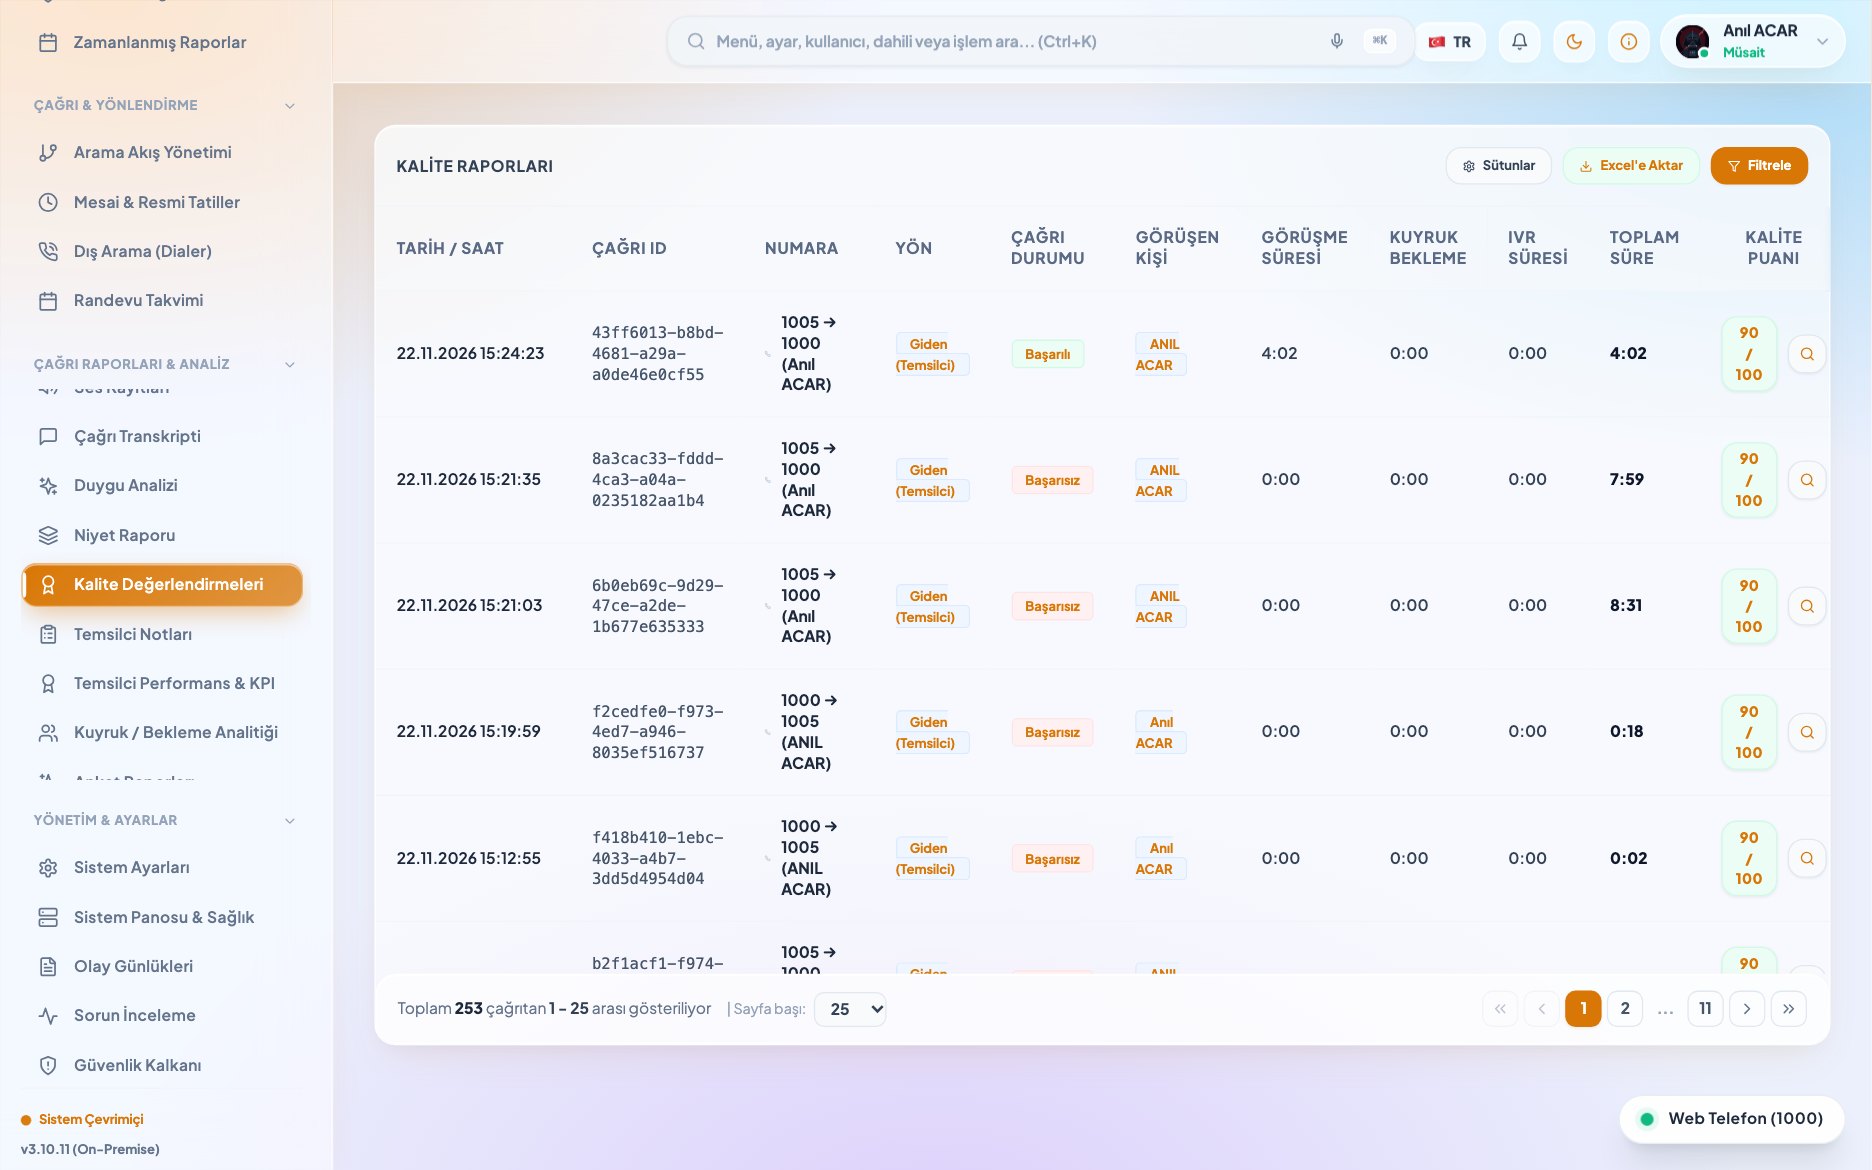 Zamanlanmış Raporlar
ÇAĞRI & YÖNLENDİRME
Arama Akış Yönetimi
Mesai & Resmi Tatiller
Dış Arama (Dialer)
Randevu Takvimi
ÇAĞRI RAPORLARI & ANALİZ
Ses Kayıtları
Çağrı Transkripti
Duygu Analizi
Niyet Raporu
Kalite Değerlendirmeleri
Temsilci Notları
Temsilci Performans & KPI
Kuyruk / Bekleme Analitiği
Anket Raporları
YÖNETİM & AYARLAR
Sistem Ayarları
Sistem Panosu & Sağlık
Olay Günlükleri
Sorun İnceleme
Güvenlik Kalkanı
Sistem Çevrimiçi
v3.10.11 (On-Premise)
Menü, ayar, kullanıcı, dahili veya işlem ara... (Ctrl+K)
⌘K
TR
Anıl ACAR
Müsait
KALİTE RAPORLARI
Sütunlar
Excel'e Aktar
Filtrele
TARİH / SAAT
ÇAĞRI ID
NUMARA
YÖN
ÇAĞRI
DURUMU
GÖRÜŞEN
KİŞİ
GÖRÜŞME
SÜRESİ
KUYRUK
BEKLEME
IVR
SÜRESİ
TOPLAM
SÜRE
KALİTE
PUANI
22.11.2026 15:24:23
43ff6013-b8bd-
4681-a29a-
a0de46e0cf55
1005 →
1000
(Anıl
ACAR)
Giden
(Temsilci)
Başarılı
ANIL
ACAR
4:02
0:00
0:00
4:02
90
/
100
22.11.2026 15:21:35
8a3cac33-fddd-
4ca3-a04a-
0235182aa1b4
1005 →
1000
(Anıl
ACAR)
Giden
(Temsilci)
Başarısız
ANIL
ACAR
0:00
0:00
0:00
7:59
90
/
100
22.11.2026 15:21:03
6b0eb69c-9d29-
47ce-a2de-
1b677e635333
1005 →
1000
(Anıl
ACAR)
Giden
(Temsilci)
Başarısız
ANIL
ACAR
0:00
0:00
0:00
8:31
90
/
100
22.11.2026 15:19:59
f2cedfe0-f973-
4ed7-a946-
8035ef516737
1000 →
1005
(ANIL
ACAR)
Giden
(Temsilci)
Başarısız
Anıl
ACAR
0:00
0:00
0:00
0:18
90
/
100
22.11.2026 15:12:55
f418b410-1ebc-
4033-a4b7-
3dd5d4954d04
1000 →
1005
(ANIL
ACAR)
Giden
(Temsilci)
Başarısız
Anıl
ACAR
0:00
0:00
0:00
0:02
90
/
100
b2f1acf1-f974-
1005 →
1000
Giden
ANIL
90
Toplam 253 çağrıtan 1 - 25 arası gösteriliyor
| Sayfa başı:
25
«
‹
1
2
...
11
›
»
Web Telefon (1000)